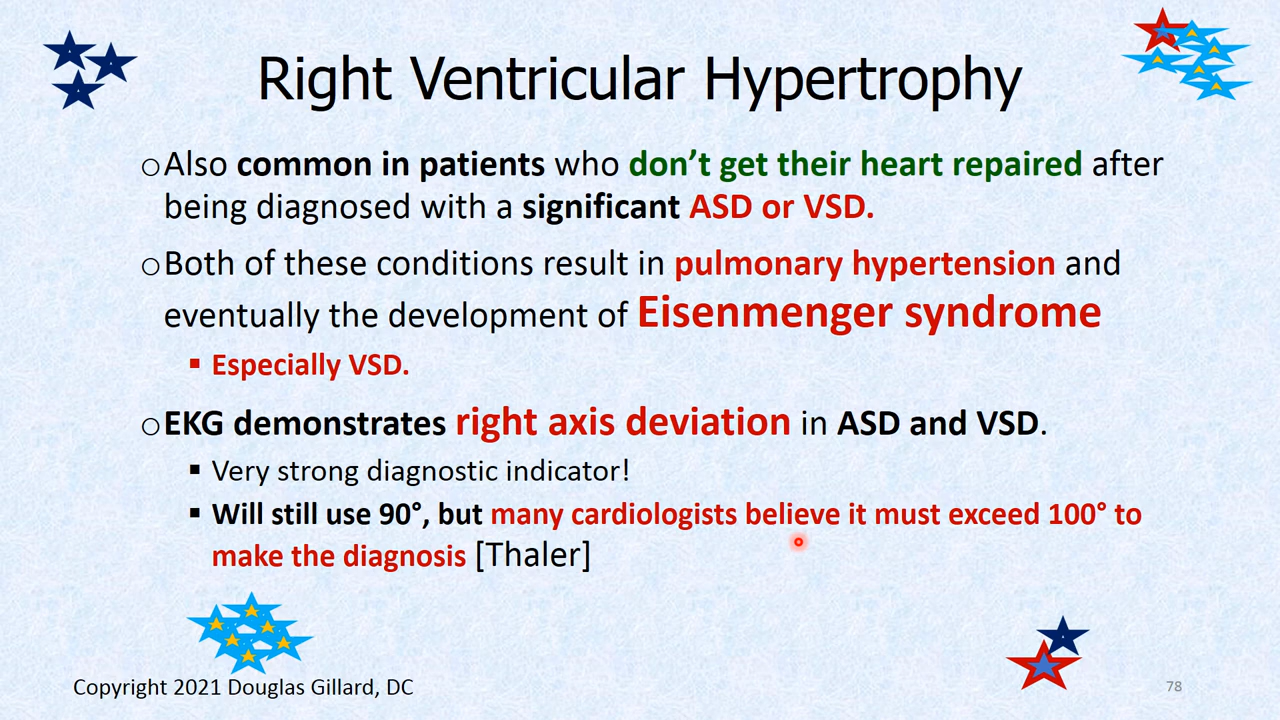 Right Ventricular Hypertrophy
○Also common in patients who don’t get their heart repaired after
being diagnosed with a significant ASD or VSD.
○Both of these conditions result in pulmonary hypertension and
eventually the development of Eisenmenger syndrome
▪ Especially VSD.
○EKG demonstrates right axis deviation in ASD and VSD.
▪ Very strong diagnostic indicator!
▪ Will still use 90°, but many cardiologists believe it must exceed 100° to
make the diagnosis [Thaler]
Copyright 2021 Douglas Gillard, DC
78